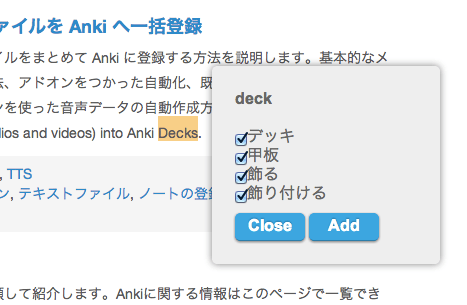 ァイルを Anki へ一括登録
イルをまとめて Anki に登録する方法を説明します。基本的なメ
法、アドオンをつかった自動化、既
ンを使った音声データの自動作成方
dios and videos) into Anki Decks.
deck
デッキ
甲板
飾る
飾り付ける
Close Add
, TTS
ン, テキストファイル, ノートの登録
類して紹介します。Ankiに関する情報はこのページで一覧でき